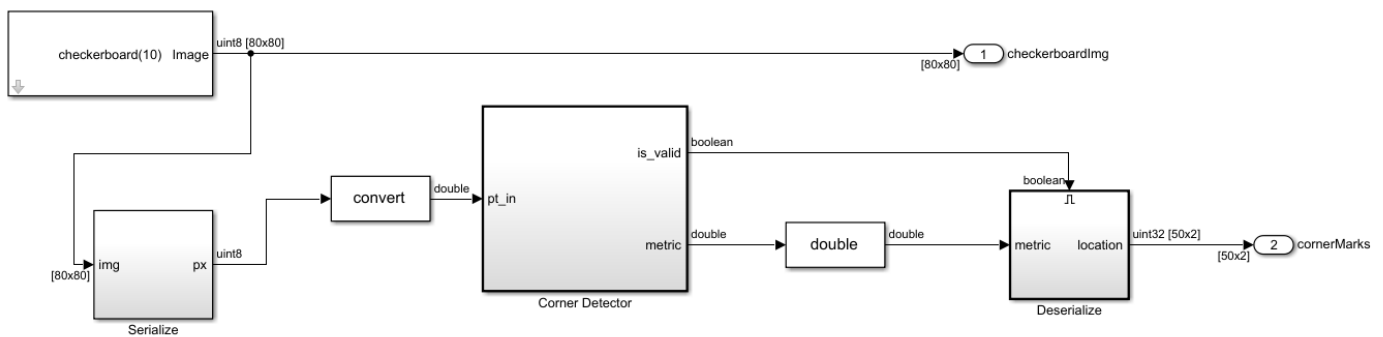 checkerboard(10)
Image
uint8 [80x80]
[80x80]
1
checkerboardImg
is_valid
boolean
boolean
convert
double
pt_in
metric
double
double
double
metric
location
uint32 [50x2]
[50x2]
2
cornerMarks
[80x80]
img
px
uint8
Corner Detector
Deserialize
Serialize